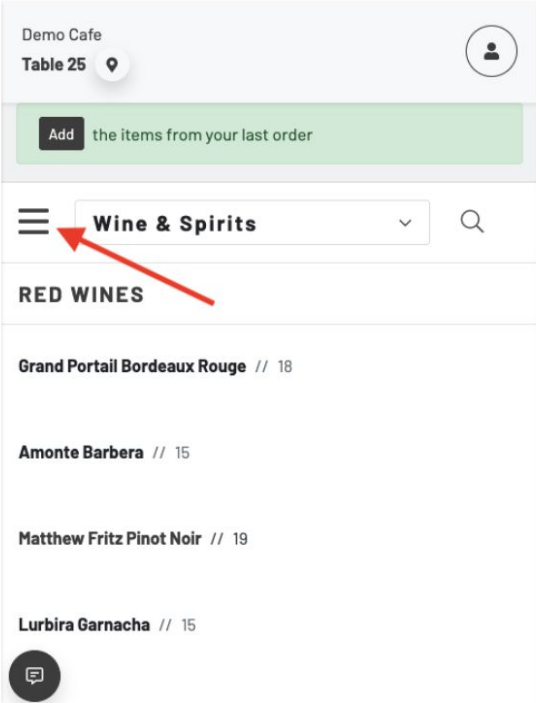 Demo Cafe
Table 25
Add the items from your last order
Wine & Spirits
RED WINES
Grand Portail Bordeaux Rouge // 18
Amonte Barbera // 15
Matthew Fritz Pinot Noir // 19
Lurbira Garnacha // 15